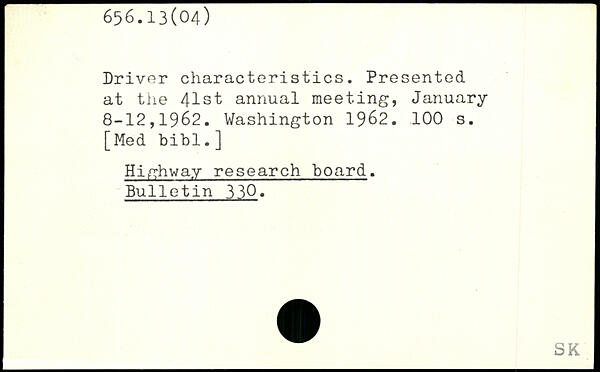 656.13(04)
Driver characteristics. Presented
at the 41st annual meeting, January
8-12,1962. Washington 1962. 100 s.
[Med bibl.]
Highway research board.
Bulletin 330.
SK